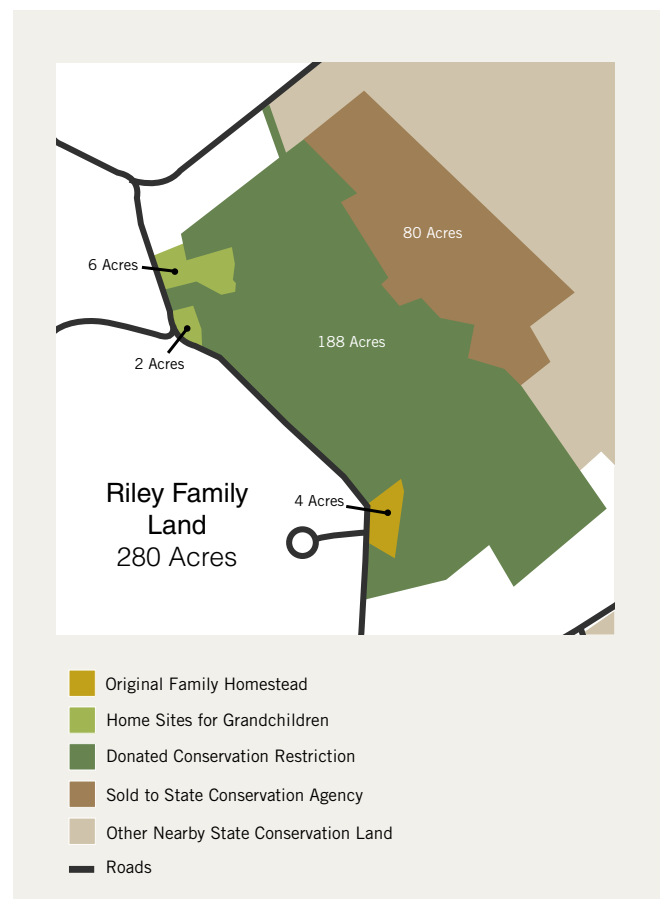 80 Acres
6 Acres
188 Acres
2 Acres
Riley Family
Land
280 Acres
4 Acres
Original Family Homestead
Home Sites for Grandchildren
Donated Conservation Restriction
Sold to State Conservation Agency
Other Nearby State Conservation Land
Roads